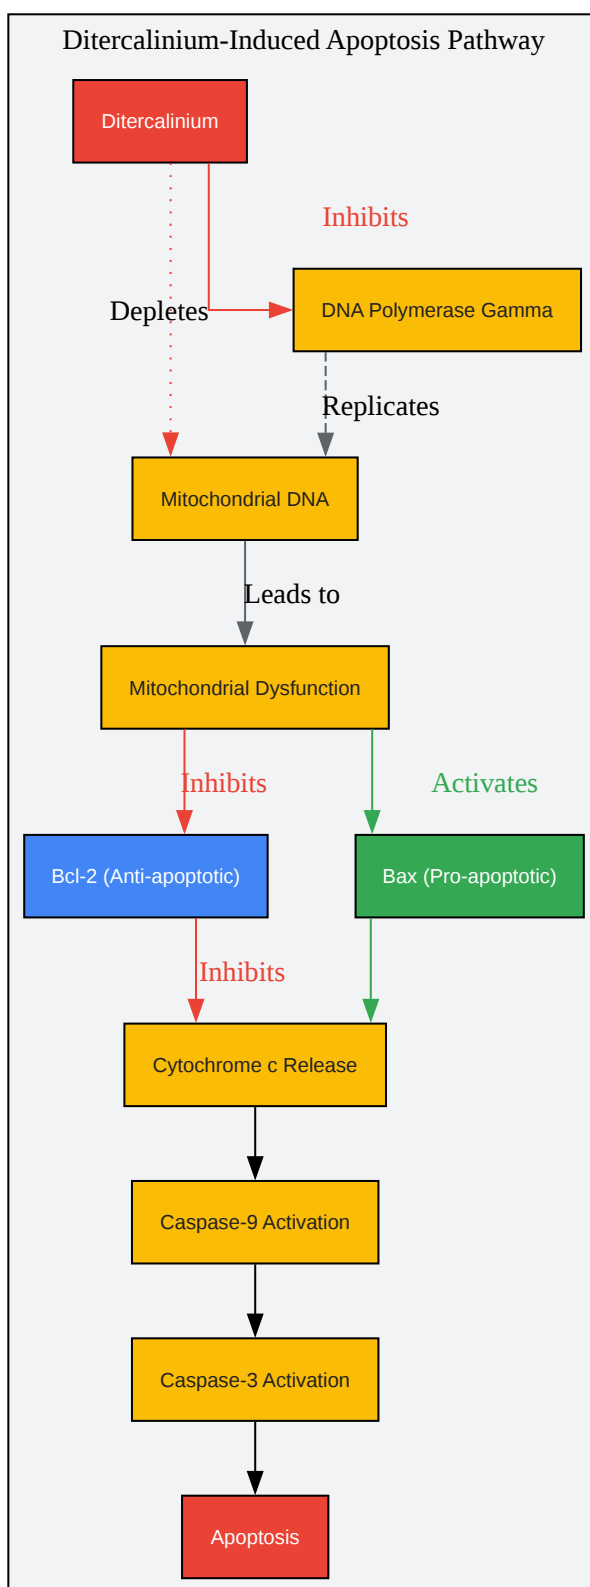 Ditercalinium-Induced Apoptosis Pathway
Ditercalinium
Inhibits
Depletes
DNA Polymerase Gamma
Replicates
Mitochondrial DNA
Leads to
Mitochondrial Dysfunction
Inhibits
Activates
Bcl-2 (Anti-apoptotic)
Bax (Pro-apoptotic)
Inhibits
Cytochrome c Release
Caspase-9 Activation
Caspase-3 Activation
Apoptosis